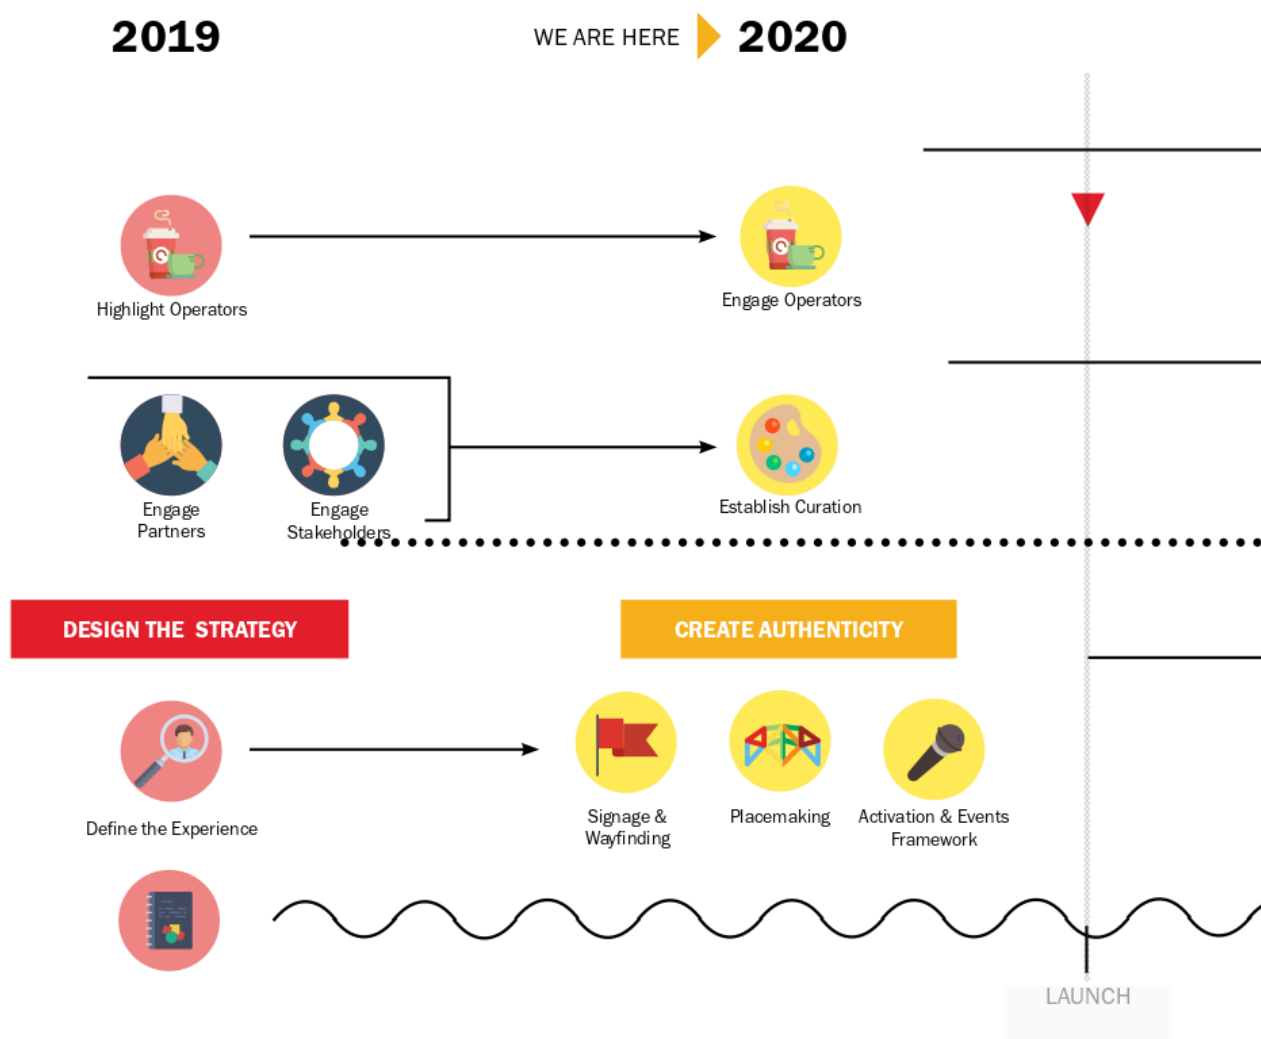 2019
WE ARE HERE
2020
Highlight Operators
Engage Operators
Engage
Partners
Engage
Stakeholders
Establish Curation
DESIGN THE STRATEGY
CREATE AUTHENTICITY
Define the Experience
Signage &
Wayfinding
Placemaking
Activation & Events
Framework
LAUNCH